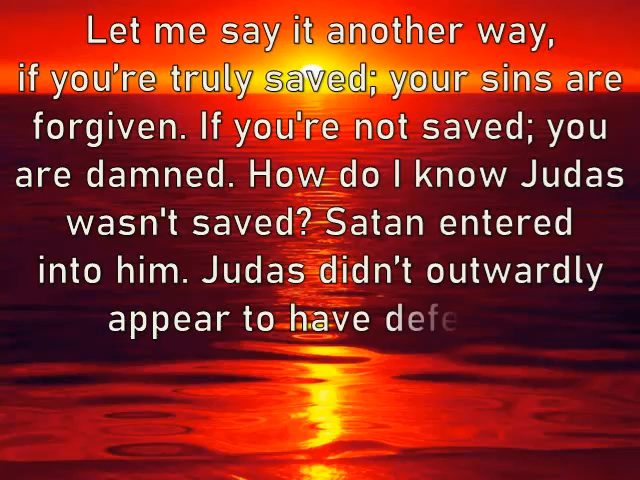 Let me say it another way,
if you’re truly saved; your sins are
forgiven. If you're not saved; you
are damned. How do I know Judas
wasn't saved? Satan entered
into him. Judas didn’t outwardly
appear to have defe